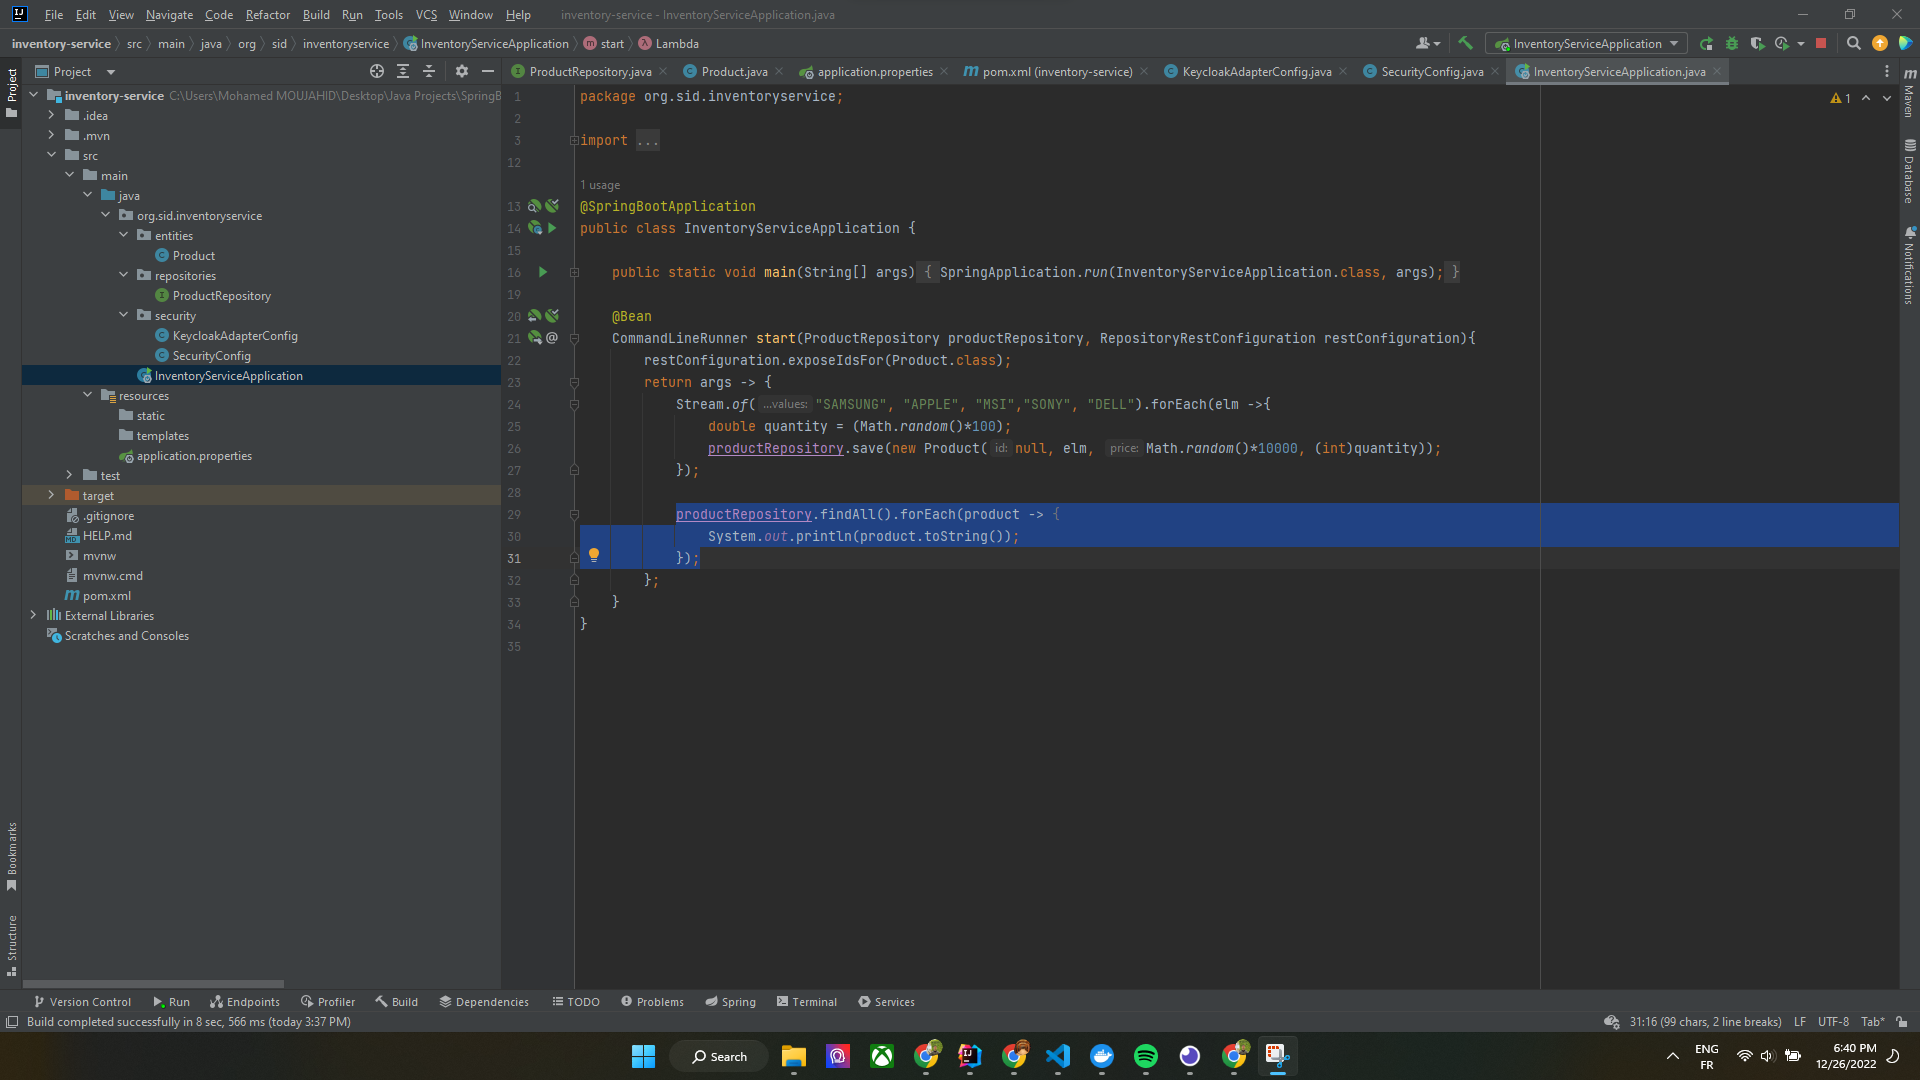 File Edit View Navigate Code Refactor Build Run Tools VCS Window Help inventory-service - InventoryServiceApplication.java
inventory-service src main java org sid inventoryservice InventoryServiceApplication start Lambda InventoryServiceApplication
Project
ProductRepository.java Product.java application.properties pom.xml (inventory-service) KeycloakAdapterConfig.java SecurityConfig.java InventoryServiceApplication.java
Project
inventory-service C:\Users\Mohamed MOUJAHID\Desktop\Java Projects\SpringB
.idea
.mvn
src
main
java
org.sid.inventoryservice
entities
Product
repositories
ProductRepository
security
KeycloakAdapterConfig
SecurityConfig
InventoryServiceApplication
resources
static
templates
application.properties
test
target
.gitignore
HELP.md
mvnw
mvnw.cmd
pom.xml
External Libraries
Scratches and Consoles
Bookmarks
Structure
1 package org.sid.inventoryservice;
2
3 import ...
12
1 usage
13 @SpringBootApplication
14 public class InventoryServiceApplication {
15
16 public static void main(String[] args) { SpringApplication.run(InventoryServiceApplication.class, args); }
19
20 @Bean
21 CommandLineRunner start(ProductRepository productRepository, RepositoryRestConfiguration restConfiguration){
22 restConfiguration.exposeIdsFor(Product.class);
23 return args -> {
24 Stream.of( ...values: "SAMSUNG", "APPLE", "MSI","SONY", "DELL").forEach(elm ->{
25 double quantity = (Math.random()*100);
26 productRepository.save(new Product( id: null, elm, price: Math.random()*10000, (int)quantity));
27 });
28
29 productRepository.findAll().forEach(product -> {
30 System.out.println(product.toString());
31 });
32 };
33 }
34 }
35
1
Maven
Database
Notifications
Version Control Run Endpoints Profiler Build Dependencies TODO Problems Spring Terminal Services
Build completed successfully in 8 sec, 566 ms (today 3:37 PM) 31:16 (99 chars, 2 line breaks) LF UTF-8 Tab*
Search
ENG
FR
6:40 PM
12/26/2022